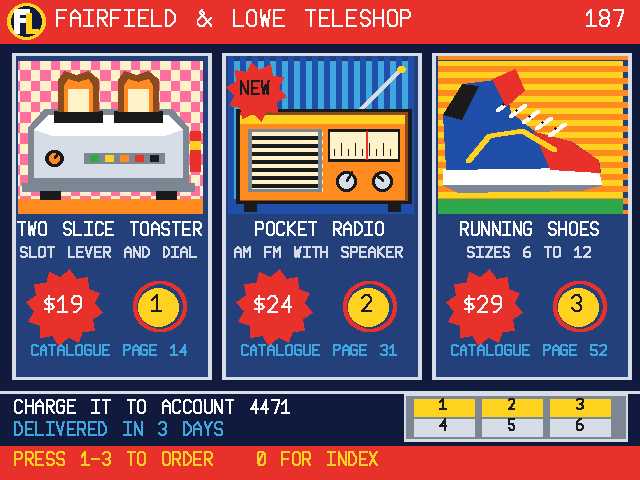 FL FAIRFIELD & LOWE TELESHOP 187
NEW
TWO SLICE TOASTER
SLOT LEVER AND DIAL
$19 1
CATALOGUE PAGE 14
POCKET RADIO
AM FM WITH SPEAKER
$24 2
CATALOGUE PAGE 31
RUNNING SHOES
SIZES 6 TO 12
$29 3
CATALOGUE PAGE 52
CHARGE IT TO ACCOUNT 4471
DELIVERED IN 3 DAYS
1 2 3
4 5 6
PRESS 1-3 TO ORDER 0 FOR INDEX